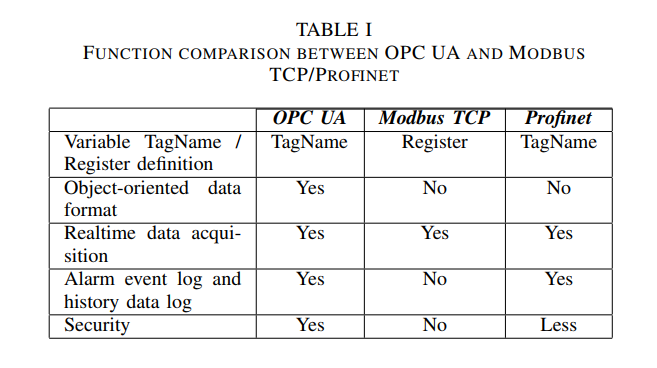 TABLE I
FUNCTION COMPARISON BETWEEN OPC UA AND MODBUS
TCP/PROFINET
OPC UA Modbus TCP Profinet
Variable TagName / TagName Register TagName
Register definition
Object-oriented data Yes No No
format
Realtime data acqui- Yes Yes Yes
sition
Alarm event log and Yes No Yes
history data log
Security Yes No Less